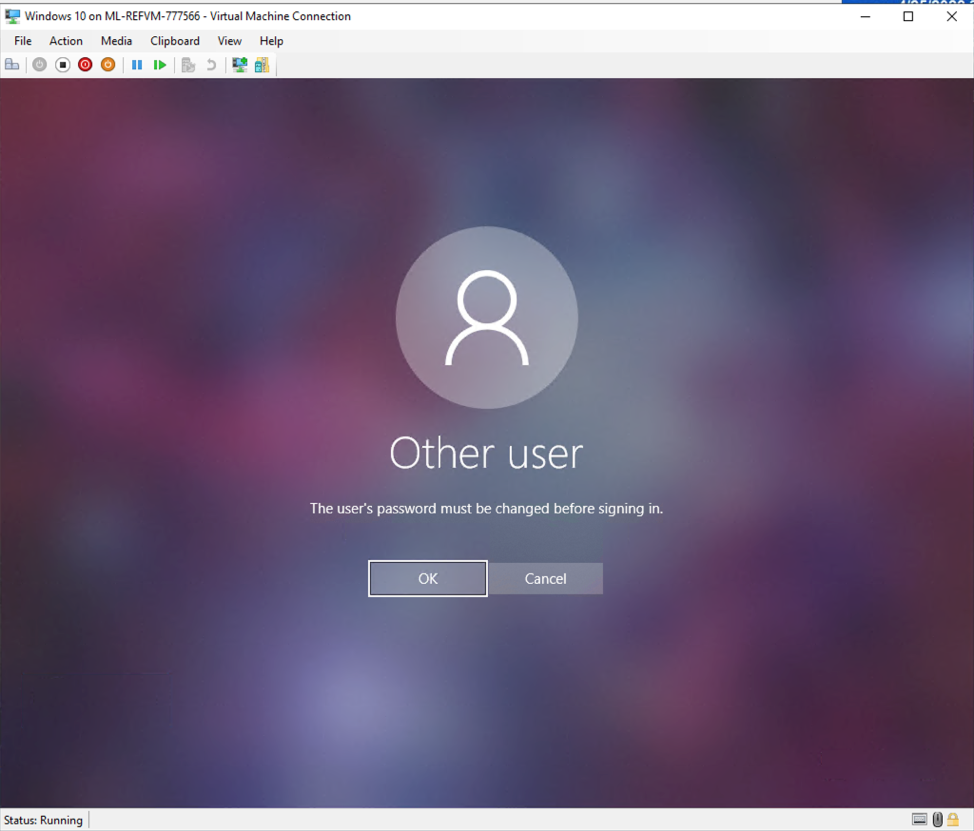 Windows 10 on ML-REFVM-777566 - Virtual Machine Connection
File Action Media Clipboard View Help
Other user
The user's password must be changed before signing in.
OK Cancel
Status: Running